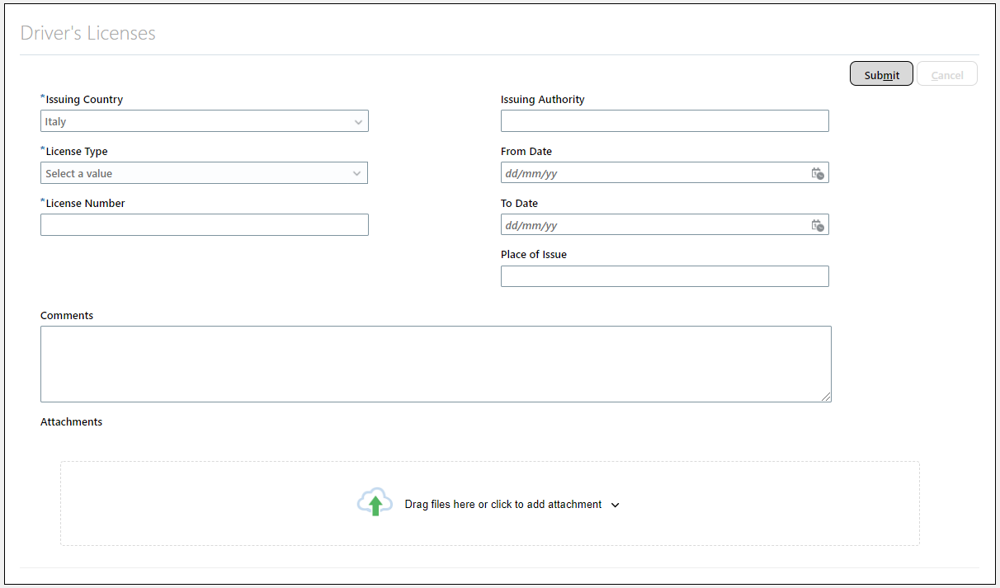 Driver's Licenses
Submit
Cancel
*Issuing Country
Italy
*License Type
Select a value
*License Number
Issuing Authority
From Date
dd/mm/yy
To Date
dd/mm/yy
Place of Issue
Comments
Attachments
Drag files here or click to add attachment